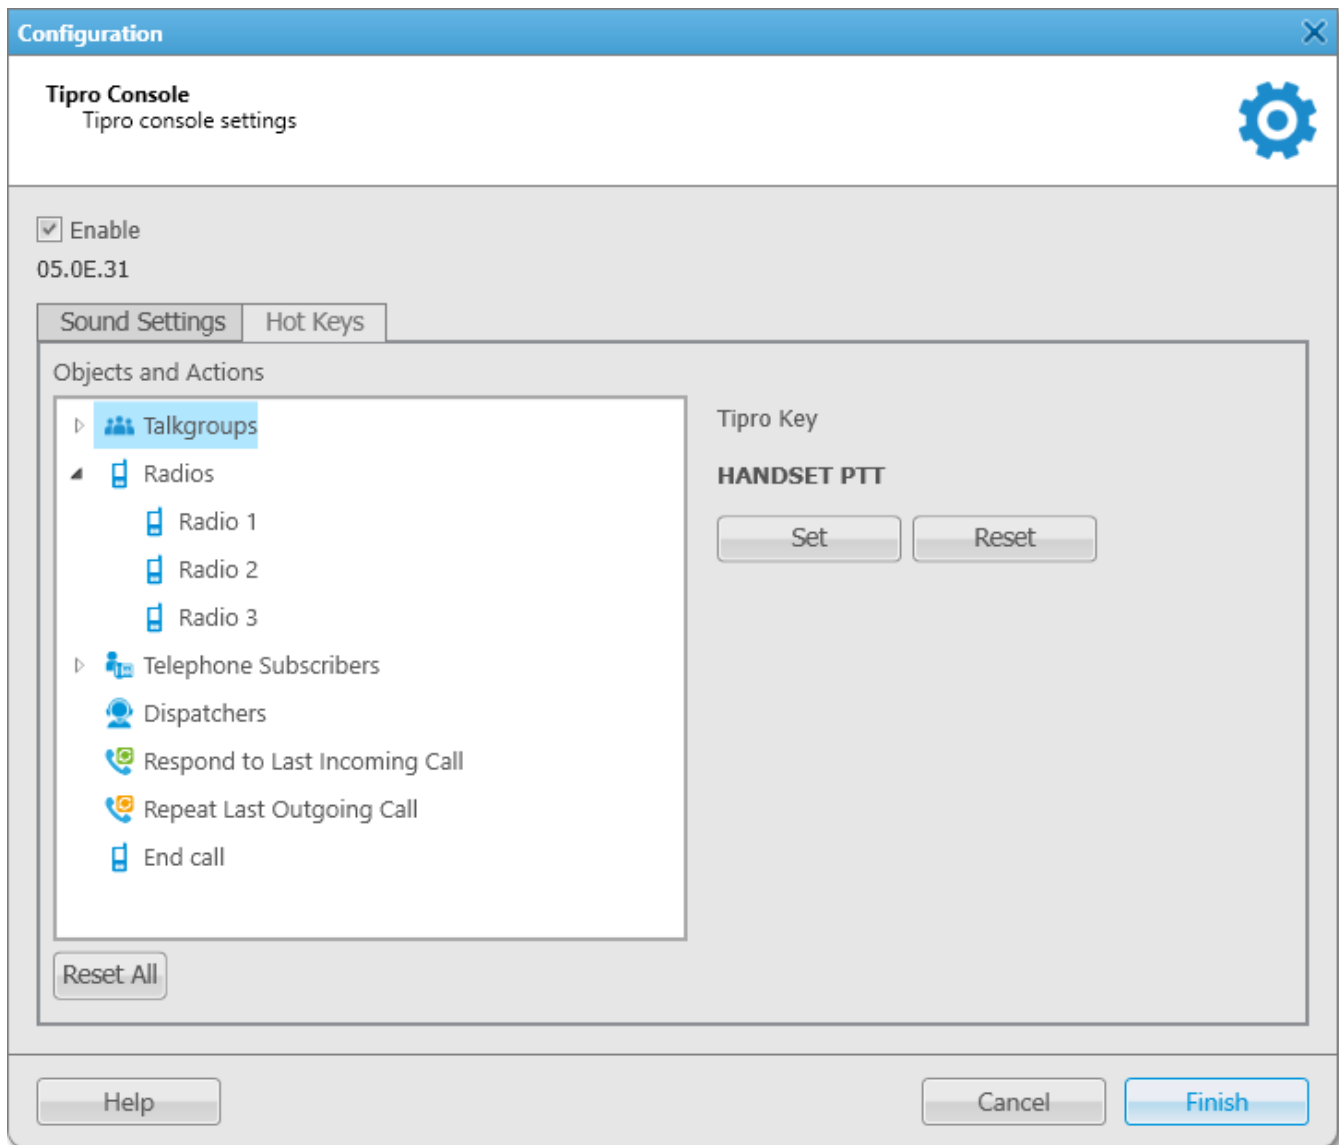 Configuration
Tipro Console
Tipro console settings
Enable
05.0E.31
Sound Settings
Hot Keys
Objects and Actions
Talkgroups
Radios
Radio 1
Radio 2
Radio 3
Telephone Subscribers
Dispatchers
Respond to Last Incoming Call
Repeat Last Outgoing Call
End call
Tipro Key
HANDSET PTT
Set
Reset
Reset All
Help
Cancel
Finish